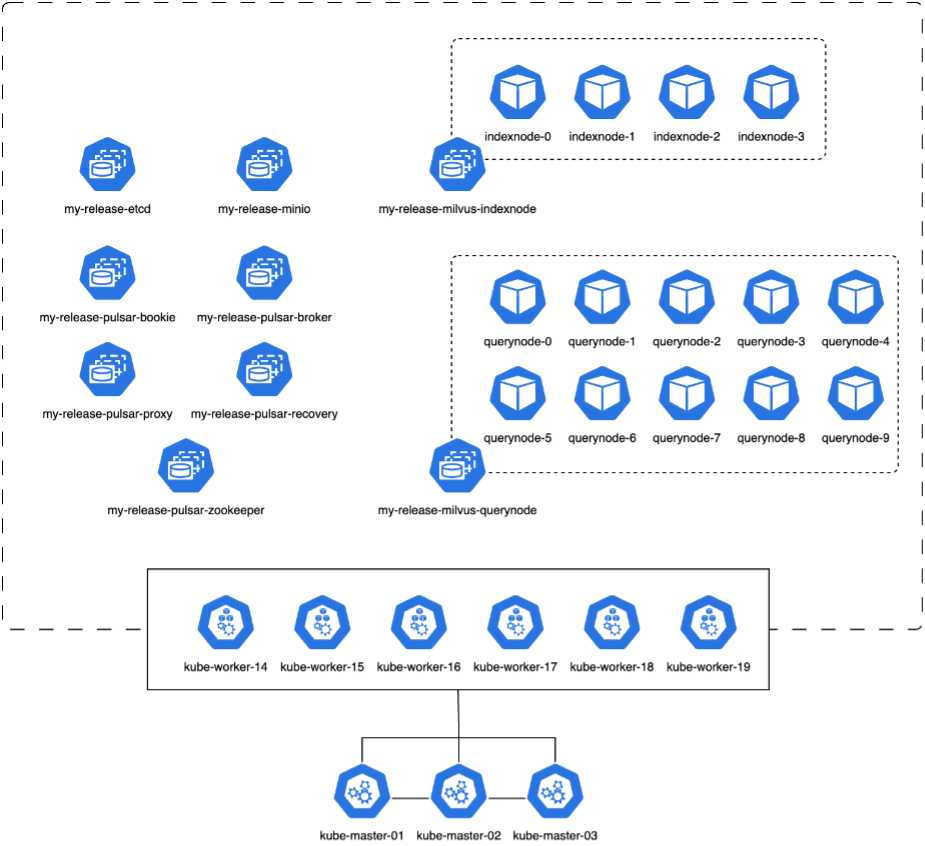 indexnode-0 indexnode-1 indexnode-2 indexnode-3
my-release-etcd my-release-minio my-release-milvus-indexnode
my-release-pulsar-bookie my-release-pulsar-broker
querynode-0 querynode-1 querynode-2 querynode-3 querynode-4
my-release-pulsar-proxy my-release-pulsar-recovery
querynode-5 querynode-6 querynode-7 querynode-8 querynode-9
my-release-pulsar-zookeeper my-release-milvus-querynode
kube-worker-14 kube-worker-15 kube-worker-16 kube-worker-17 kube-worker-18 kube-worker-19
kube-master-01 kube-master-02 kube-master-03